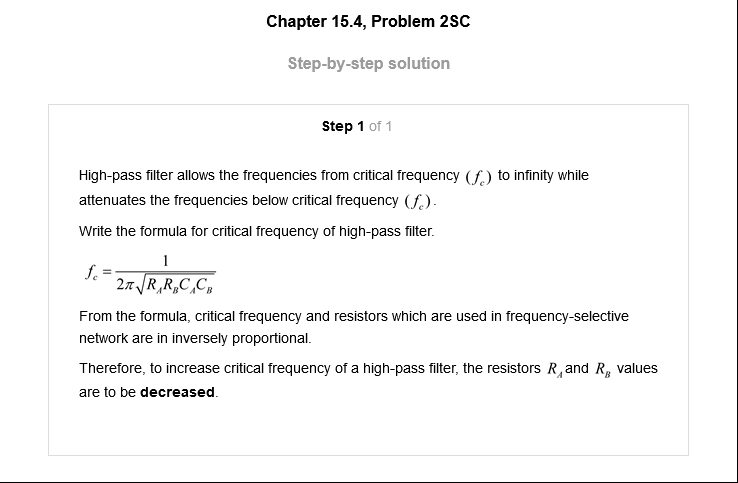 Chapter 15.4, Problem 2SC
Step-by-step solution
Step 1 of 1
High-pass filter allows the frequencies from critical frequency (f_c) to infinity while
attenuates the frequencies below critical frequency (f_c).
Write the formula for critical frequency of high-pass filter.
f_c = 1 / (2π√(R_A R_B C_A C_B))
From the formula, critical frequency and resistors which are used in frequency-selective
network are in inversely proportional.
Therefore, to increase critical frequency of a high-pass filter, the resistors R_A and R_B values
are to be decreased.